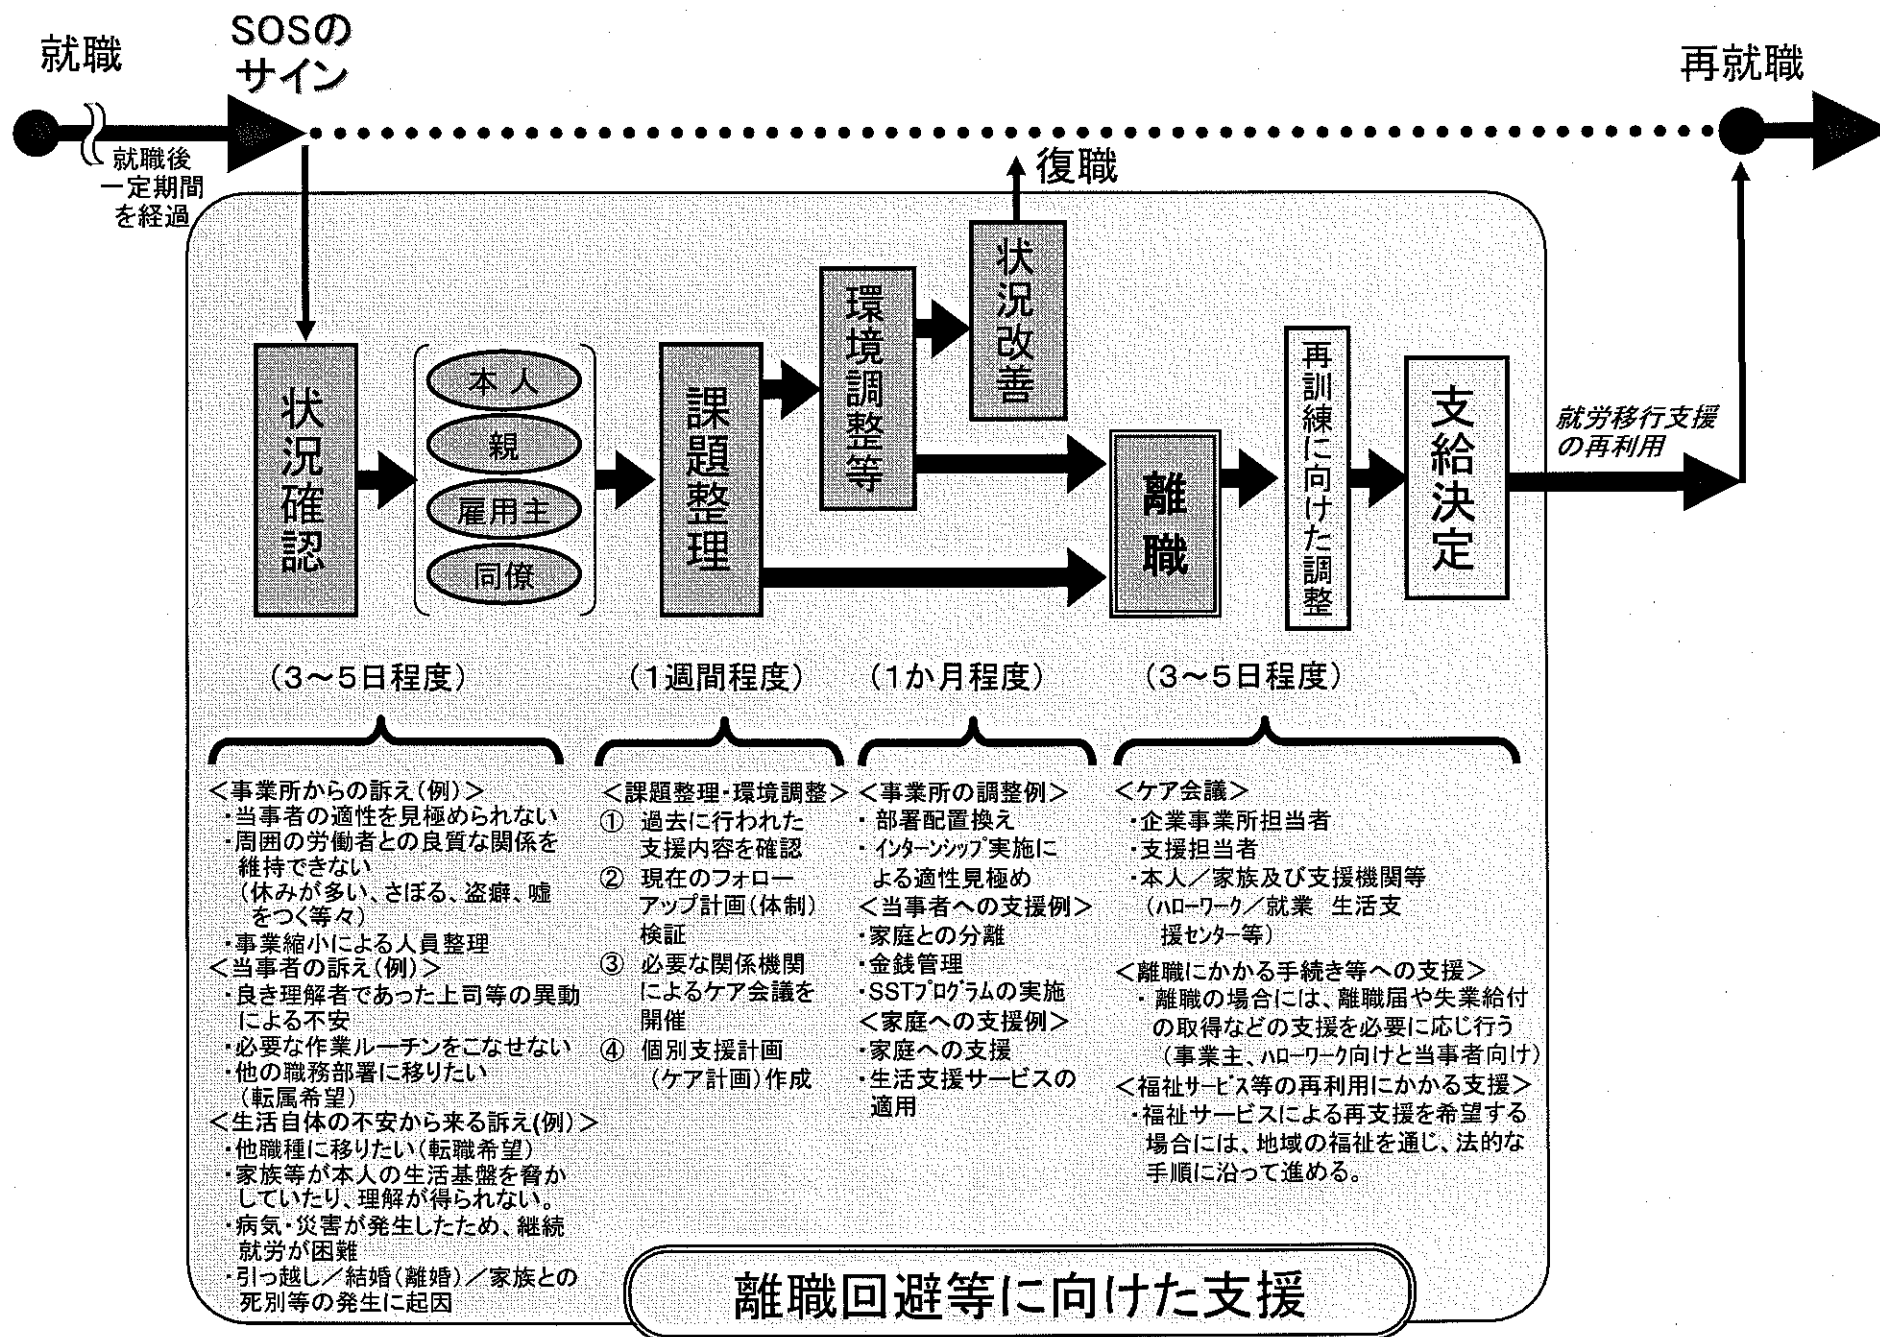 就職
SOSの
サイン
再就職
就職後
一定期間
を経過
復職
状況確認
本人
親
雇用主
同僚
課題整理
環境調整等
状況改善
離職
再訓練に向けた調整
支給決定
就労移行支援
の再利用
(3～5日程度)
(1週間程度)
(1か月程度)
(3～5日程度)
＜事業所からの訴え(例)＞
・当事者の適性を見極められない
・周囲の労働者との良質な関係を
維持できない
(休みが多い、さぼる、盗癖、嘘
をつく等々)
・事業縮小による人員整理
＜当事者の訴え(例)＞
・良き理解者であった上司等の異動
による不安
・必要な作業ルーチンをこなせない
・他の職務部署に移りたい
(転属希望)
＜生活自体の不安から来る訴え(例)＞
・他職種に移りたい(転職希望)
・家族等が本人の生活基盤を脅か
していたり、理解が得られない。
・病気・災害が発生したため、継続
就労が困難
・引っ越し／結婚(離婚)／家族との
死別等の発生に起因
＜課題整理・環境調整＞
① 過去に行われた
支援内容を確認
② 現在のフォロー
アップ計画(体制)
検証
③ 必要な関係機関
によるケア会議を
開催
④ 個別支援計画
(ケア計画)作成
＜事業所の調整例＞
・部署配置換え
・インターンシップ実施に
よる適性見極め
＜当事者への支援例＞
・家庭との分離
・金銭管理
・SSTプログラムの実施
＜家庭への支援例＞
・家庭への支援
・生活支援サービスの
適用
＜ケア会議＞
・企業事業所担当者
・支援担当者
・本人／家族及び支援機関等
(ハローワーク／就業 生活支
援センター等)
＜離職にかかる手続き等への支援＞
・離職の場合には、離職届や失業給付
の取得などの支援を必要に応じ行う
(事業主、ハローワーク向けと当事者向け)
＜福祉サービス等の再利用にかかる支援＞
・福祉サービスによる再支援を希望する
場合には、地域の福祉を通じ、法的な
手順に沿って進める。
離職回避等に向けた支援